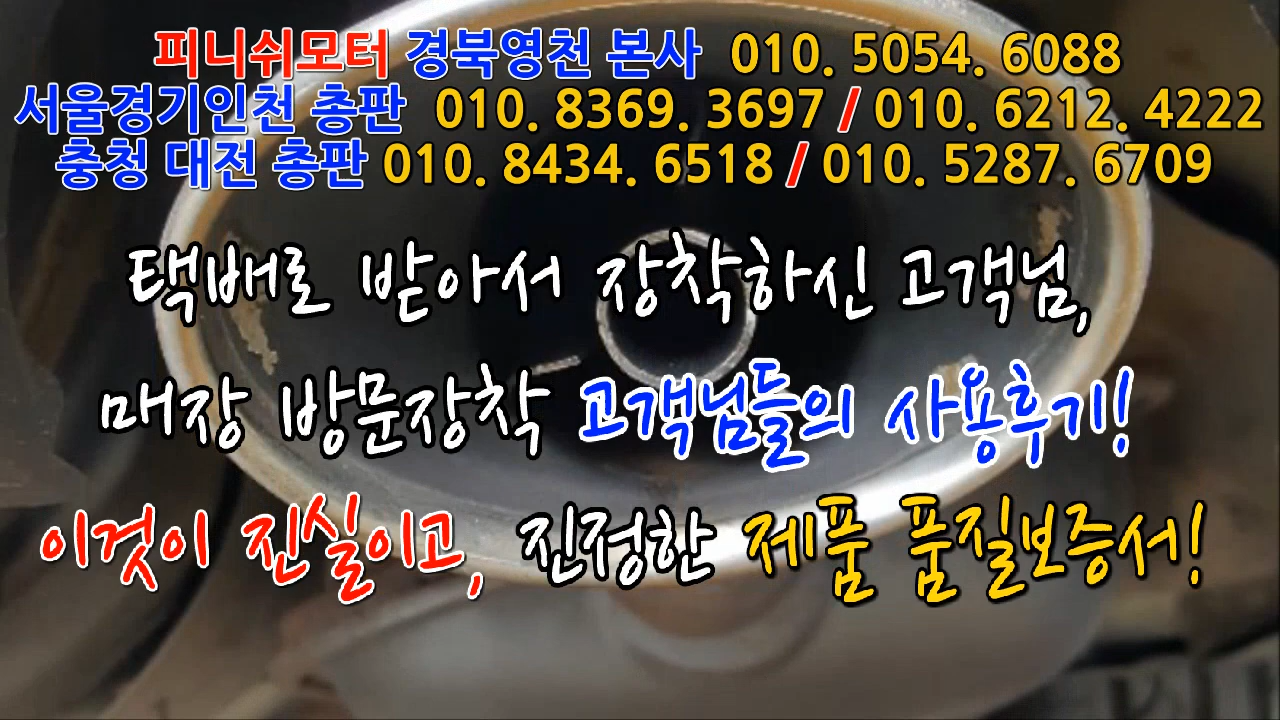 피니쉬모터 경북영천 본사 010. 5054. 6088
서울경기인천 총판 010. 8369. 3697 / 010. 6212. 4222
충청 대전 총판 010. 8434. 6518 / 010. 5287. 6709
택배로 받아서 장착하신 고객님,
매장 방문장착 고객님들의 사용후기!
이것이 진실이고, 진정한 제품 품질보증서!